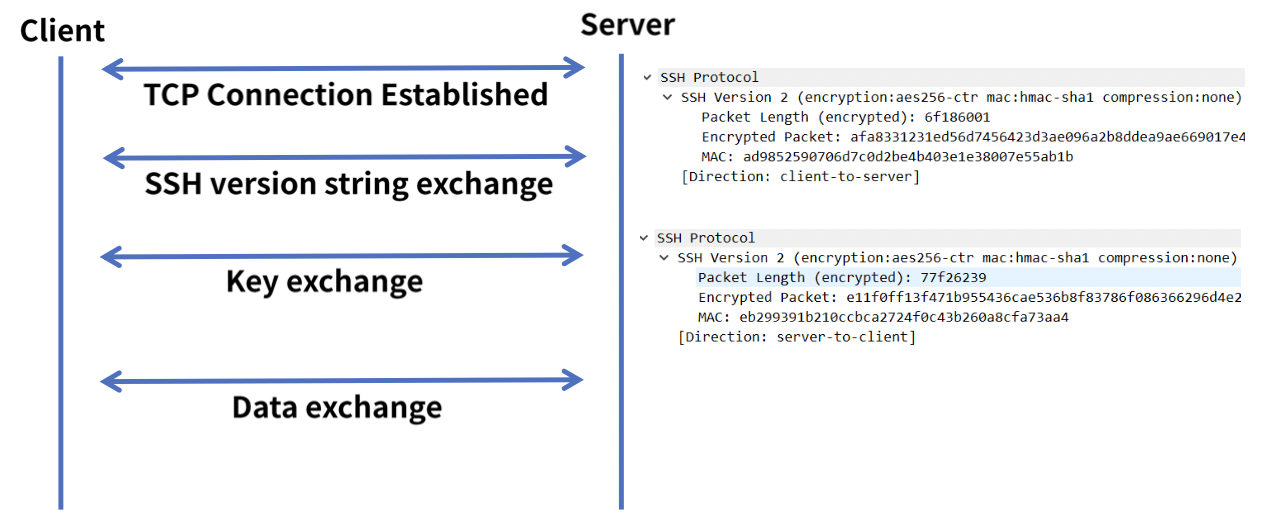 Client
Server
TCP Connection Established
SSH version string exchange
Key exchange
Data exchange
SSH Protocol
SSH Version 2 (encryption:aes256-ctr mac:hmac-sha1 compression:none)
Packet Length (encrypted): 6f186001
Encrypted Packet: afa8331231ed56d7456423d3ae096a2b8ddea9ae669017e4
MAC: ad9852590706d7c0d2be4b403e1e38007e55ab1b
[Direction: client-to-server]
SSH Protocol
SSH Version 2 (encryption:aes256-ctr mac:hmac-sha1 compression:none)
Packet Length (encrypted): 77f26239
Encrypted Packet: e11f0ff13f471b955436cae536b8f83786f086366296d4e2
MAC: eb299391b210ccbca2724f0c43b260a8cfa73aa4
[Direction: server-to-client]